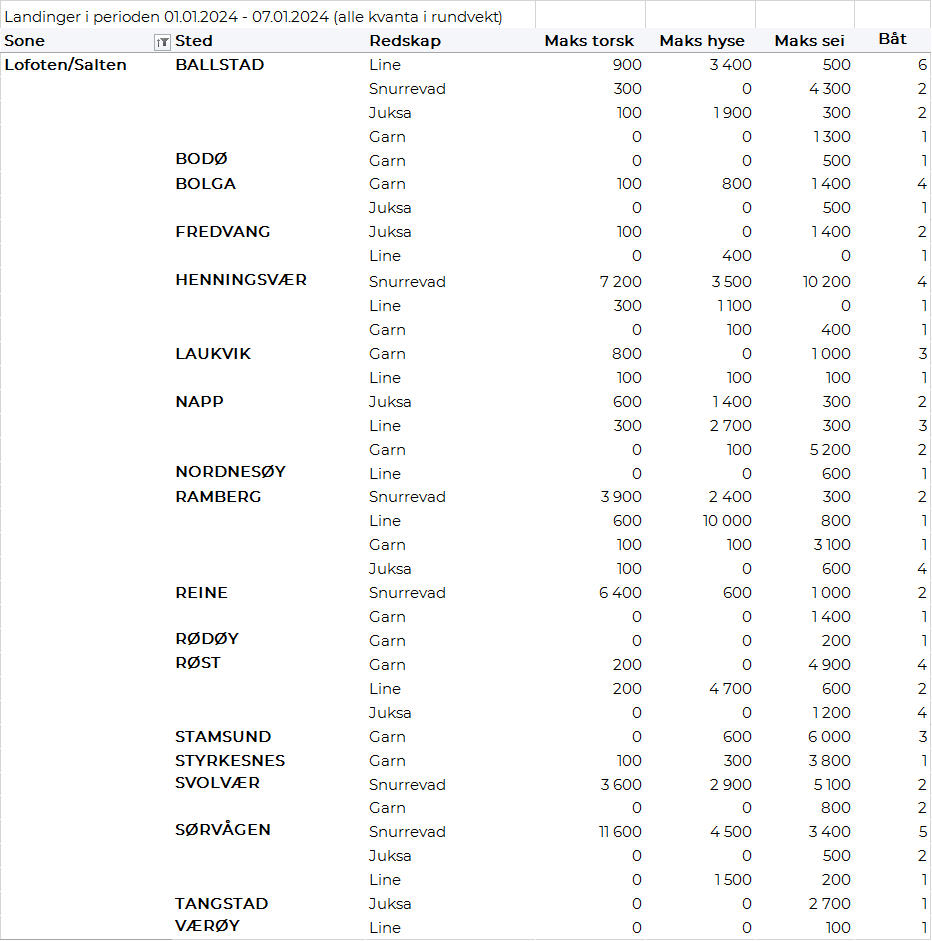 Landinger i perioden 01.01.2024 - 07.01.2024 (alle kvanta i rundvekt)
Sone Sted Redskap Maks torsk Maks hyse Maks sei Båt
Lofoten/Salten BALLSTAD Line 900 3 400 500 6
Snurrevad 300 0 4 300 2
Juksa 100 1 900 300 2
Garn 0 0 1 300 1
BODØ Garn 0 0 500 1
BOLGA Garn 100 800 1 400 4
Juksa 0 0 500 1
FREDVANG Juksa 100 0 1 400 2
Line 0 400 0 1
HENNINGSVÆR Snurrevad 7 200 3 500 10 200 4
Line 300 1 100 0 1
Garn 0 100 400 1
LAUKVIK Garn 800 0 1 000 3
Line 100 100 100 1
NAPP Juksa 600 1 400 300 2
Line 300 2 700 300 3
Garn 0 100 5 200 2
NORDNESØY Line 0 0 600 1
RAMBERG Snurrevad 3 900 2 400 300 2
Line 600 10 000 800 1
Garn 100 100 3 100 1
Juksa 100 0 600 4
REINE Snurrevad 6 400 600 1 000 2
Garn 0 0 1 400 1
RØDØY Garn 0 0 200 1
RØST Garn 200 0 4 900 4
Line 200 4 700 600 2
Juksa 0 0 1 200 4
STAMSUND Garn 0 600 6 000 3
STYRKESNES Garn 100 300 3 800 1
SVOLVÆR Snurrevad 3 600 2 900 5 100 2
Garn 0 0 800 2
SØRVÅGEN Snurrevad 11 600 4 500 3 400 5
Juksa 0 0 500 2
Line 0 1 500 200 1
TANGSTAD Juksa 0 0 2 700 1
VÆRØY Line 0 0 100 1